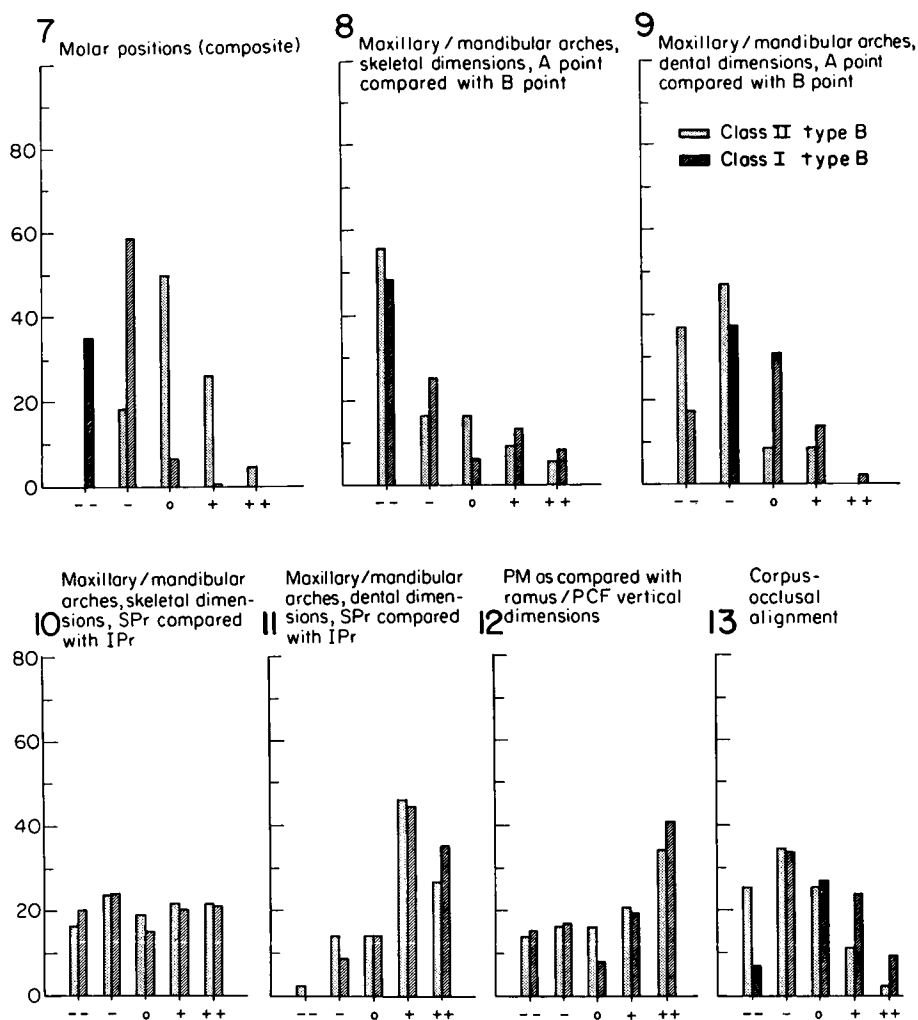 7
Molar positions (composite)
80
60
40
20
0
-- - o + ++
8
Maxillary/mandibular arches,
skeletal dimensions, A point
compared with B point
-- - o + ++
9
Maxillary/mandibular arches,
dental dimensions, A point
compared with B point
Class II type B
Class I type B
-- - o + ++
10
Maxillary/mandibular
arches, skeletal dimen-
sions, SPr compared
with IPr
80
60
40
20
0
-- - o + ++
11
Maxillary/mandibular
arches, dental dimen-
sions, SPr compared
with IPr
-- - o + ++
12
PM as compared with
ramus/PCF vertical
dimensions
-- - o + ++
13
Corpus-
occlusal
alignment
-- - o + ++